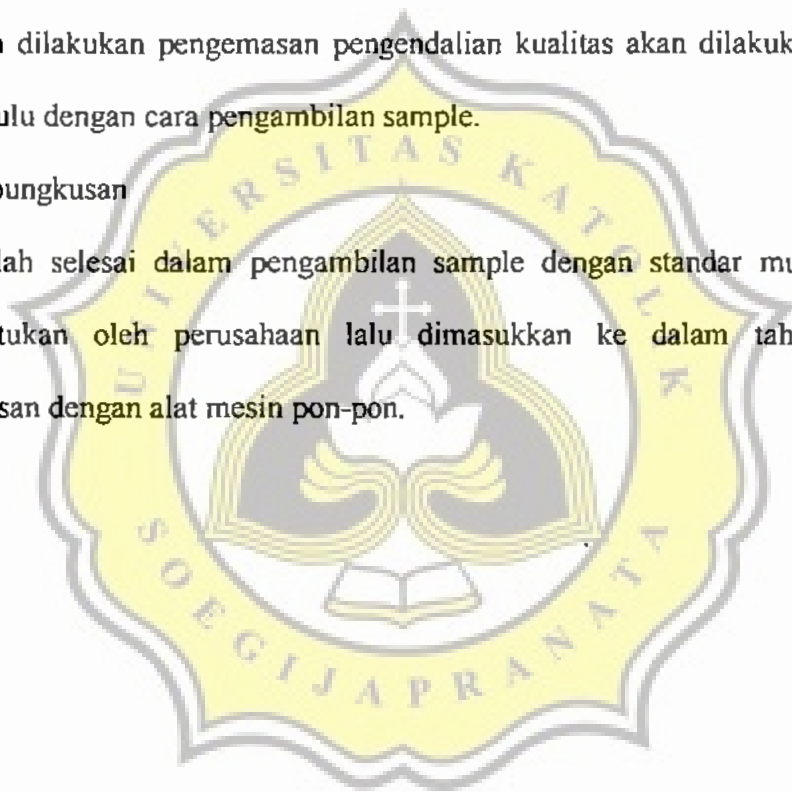 dilakukan pengemasan pengendalian kualitas akan dilakuk
ulu dengan cara pengambilan sample.
bungkusan
lah selesai dalam pengambilan sample dengan standar mu
tukan oleh perusahaan lalu dimasukkan ke dalam tah
san dengan alat mesin pon-pon.
UNIVERSITAS KATOLIK
SOEGIJAPRANATA